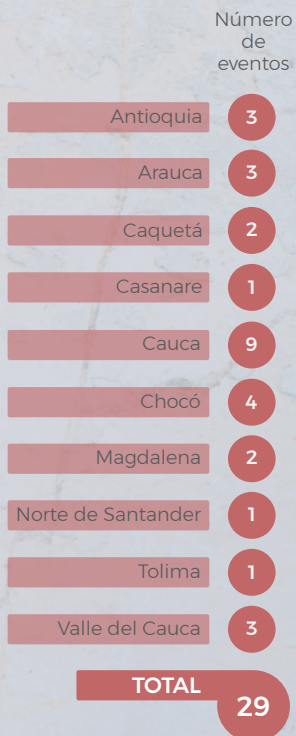 Número
de
eventos
Antioquia 3
Arauca 3
Caquetá 2
Casanare 1
Cauca 9
Chocó 4
Magdalena 2
Norte de Santander 1
Tolima 1
Valle del Cauca 3
TOTAL 29